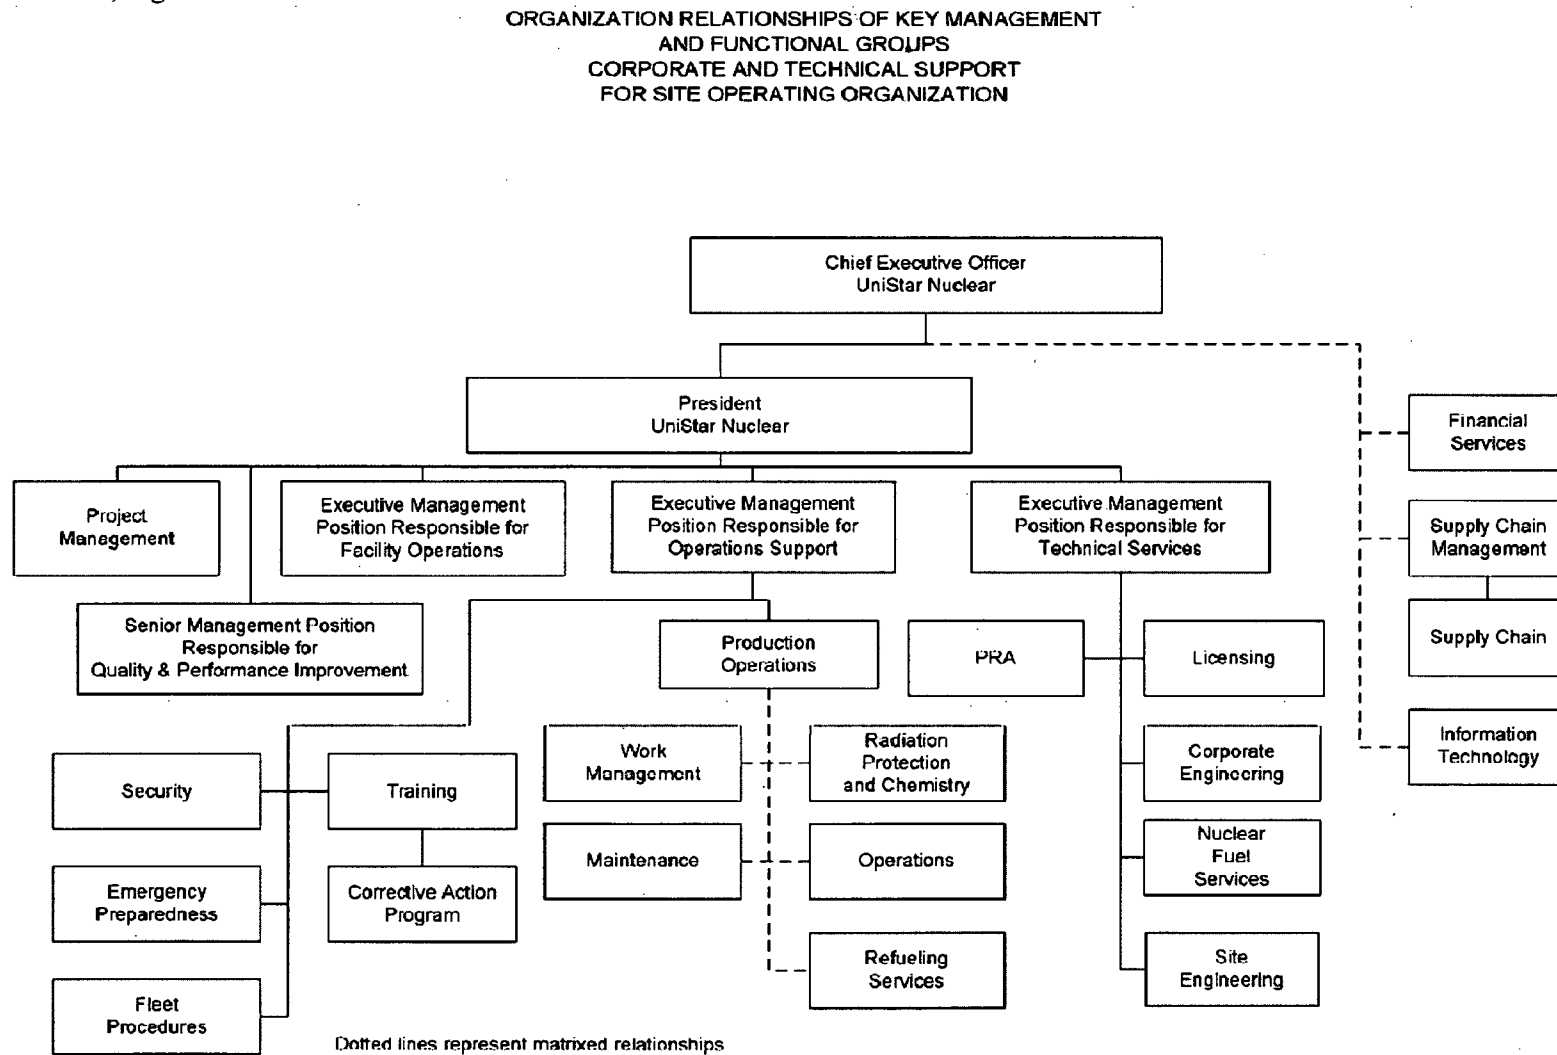 ORGANIZATION RELATIONSHIPS OF KEY MANAGEMENT
AND FUNCTIONAL GROUPS
CORPORATE AND TECHNICAL SUPPORT
FOR SITE OPERATING ORGANIZATION
Chief Executive Officer
UniStar Nuclear
President
UniStar Nuclear
Financial
Services
Project
Management
Executive Management
Position Responsible for
Facility Operations
Executive Management
Position Responsible for
Operations Support
Executive Management
Position Responsible for
Technical Services
Supply Chain
Management
Senior Management Position
Responsible for
Quality & Performance Improvement
Production
Operations
PRA
Licensing
Supply Chain
Security
Training
Work
Management
Radiation
Protection
and Chemistry
Corporate
Engineering
Information
Technology
Emergency
Preparedness
Corrective Action
Program
Maintenance
Operations
Nuclear
Fuel
Services
Fleet
Procedures
Refueling
Services
Site
Engineering
Dotted lines represent matrixed relationships